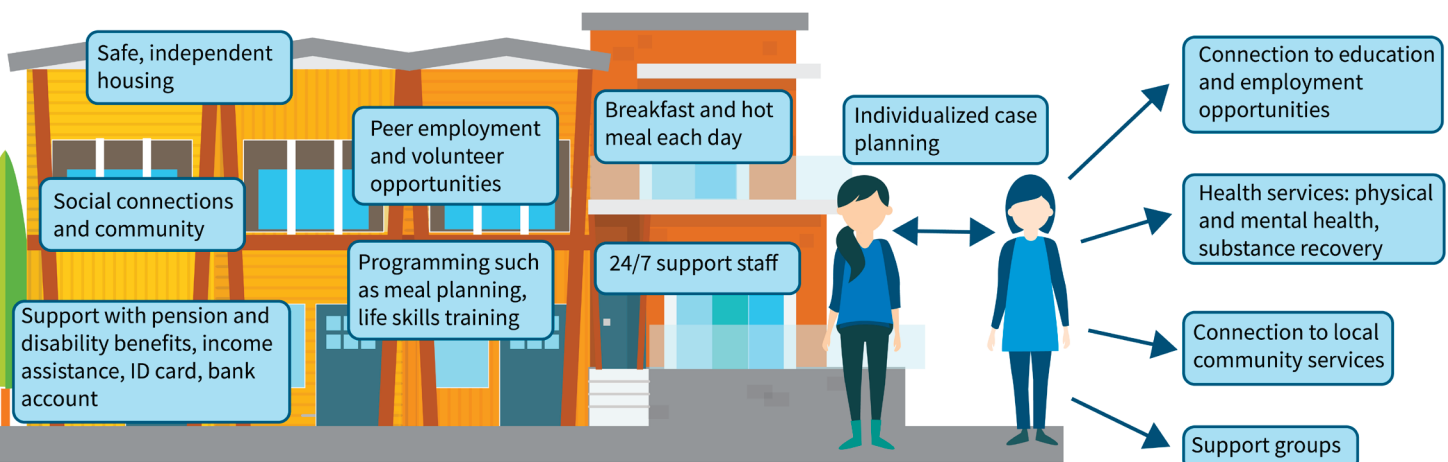 Safe, independent
housing
Social connections
and community
Support with pension and
disability benefits, income
assistance, ID card, bank
account
Peer employment
and volunteer
opportunities
Programming such
as meal planning,
life skills training
Breakfast and hot
meal each day
24/7 support staff
Individualized case
planning
Connection to education
and employment
opportunities
Health services: physical
and mental health,
substance recovery
Connection to local
community services
Support groups